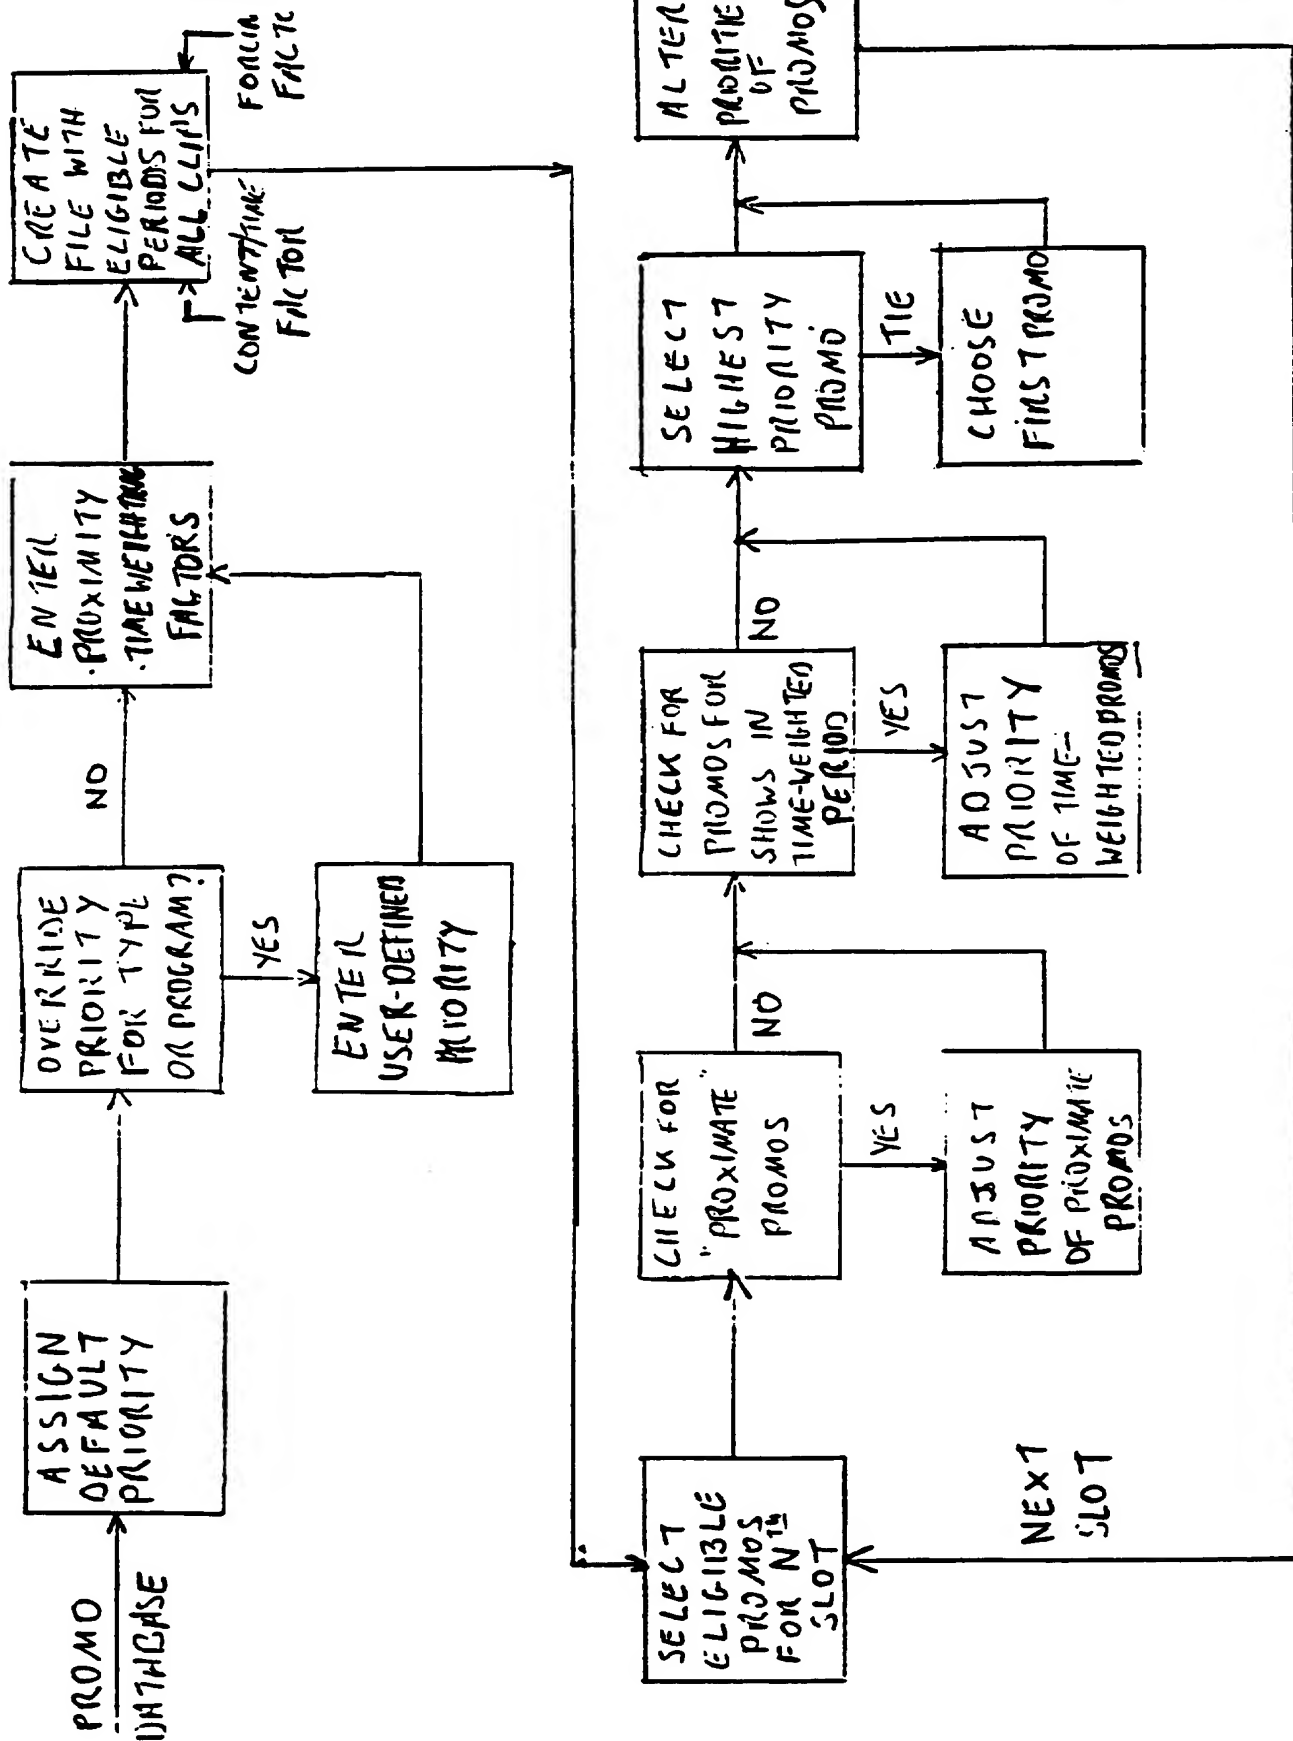 PROMO
DATABASE
ASSIGN
DEFAULT
PRIORITY
OVERRIDE
PRIORITY
FOR TYPE
OR PROGRAM?
NO
YES
ENTER
USER-DEFINED
PRIORITY
ENTER
·PROXIMITY
·TIMEWEIGHTING
FACTORS
CREATE
FILE WITH
ELIGIBLE
PERIODS FOR
ALL CLIPS
CONTENT/TIME
FACTOR
SELECT
ELIGIBLE
PROMOS
FOR NTH
SLOT
NEXT
SLOT
CHECK FOR
"PROXIMATE"
PROMOS
NO
YES
ADJUST
PRIORITY
OF PROXIMATE
PROMOS
CHECK FOR
PROMOS FOR
SHOWS IN
TIME-WEIGHTED
PERIOD
NO
YES
ADJUST
PRIORITY
OF TIME-
WEIGHTED PROMOS
SELECT
HIGHEST
PRIORITY
PROMO
TIE
CHOOSE
FIRST PROMO
ALTER
PRIORITIE
OF
PROMOS